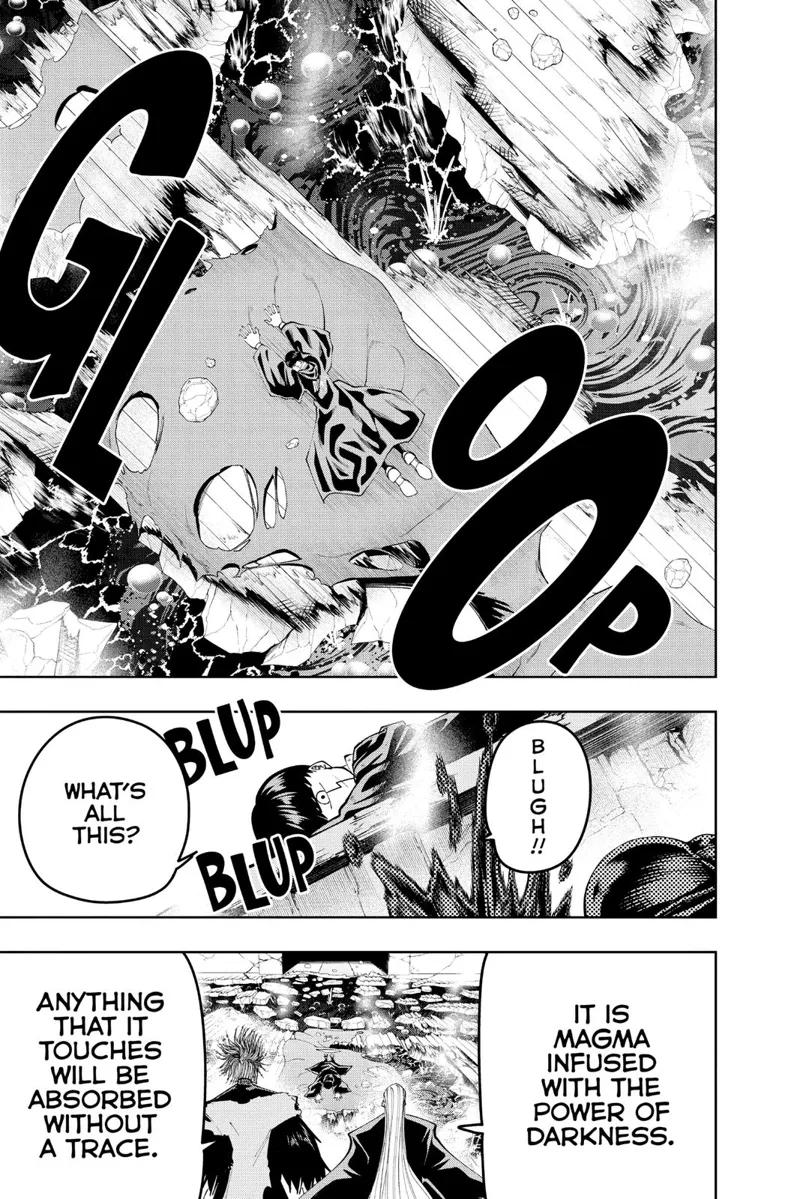 GLOOP
BLUGH!!
BLUP
BLUP
WHAT'S
ALL
THIS?
IT IS
MAGMA
INFUSED
WITH THE
POWER OF
DARKNESS.
ANYTHING
THAT IT
TOUCHES
WILL BE
ABSORBED
WITHOUT
A TRACE.